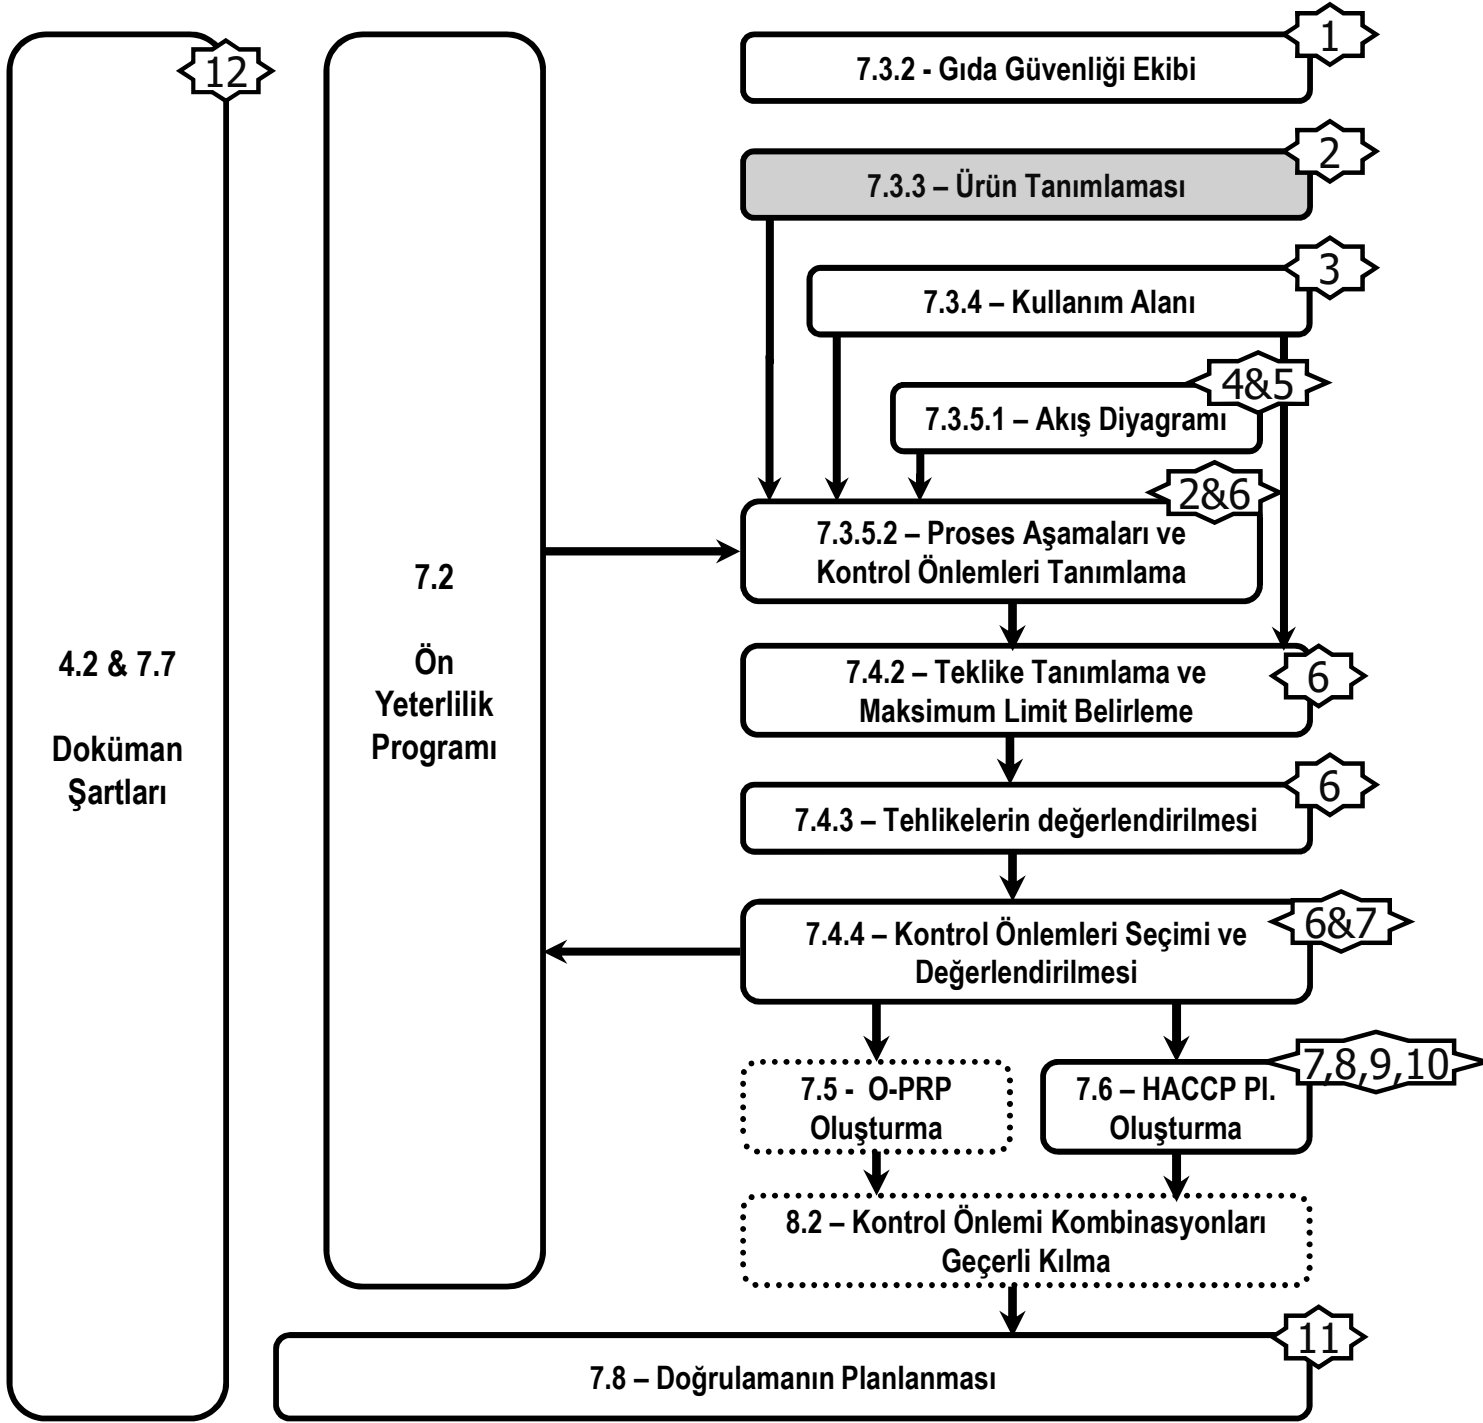 12
4.2 & 7.7
Doküman
Şartları
7.2
Ön
Yeterlilik
Programı
1
7.3.2 - Gıda Güvenliği Ekibi
2
7.3.3 – Ürün Tanımlaması
3
7.3.4 – Kullanım Alanı
4&5
7.3.5.1 – Akış Diyagramı
2&6
7.3.5.2 – Proses Aşamaları ve
Kontrol Önlemleri Tanımlama
7.4.2 – Teklike Tanımlama ve
Maksimum Limit Belirleme
6
6
7.4.3 – Tehlikelerin değerlendirilmesi
6&7
7.4.4 – Kontrol Önlemleri Seçimi ve
Değerlendirilmesi
7.5 - O-PRP
Oluşturma
7,8,9,10
7.6 – HACCP Pl.
Oluşturma
8.2 – Kontrol Önlemi Kombinasyonları
Geçerli Kılma
11
7.8 – Doğrulamanın Planlanması